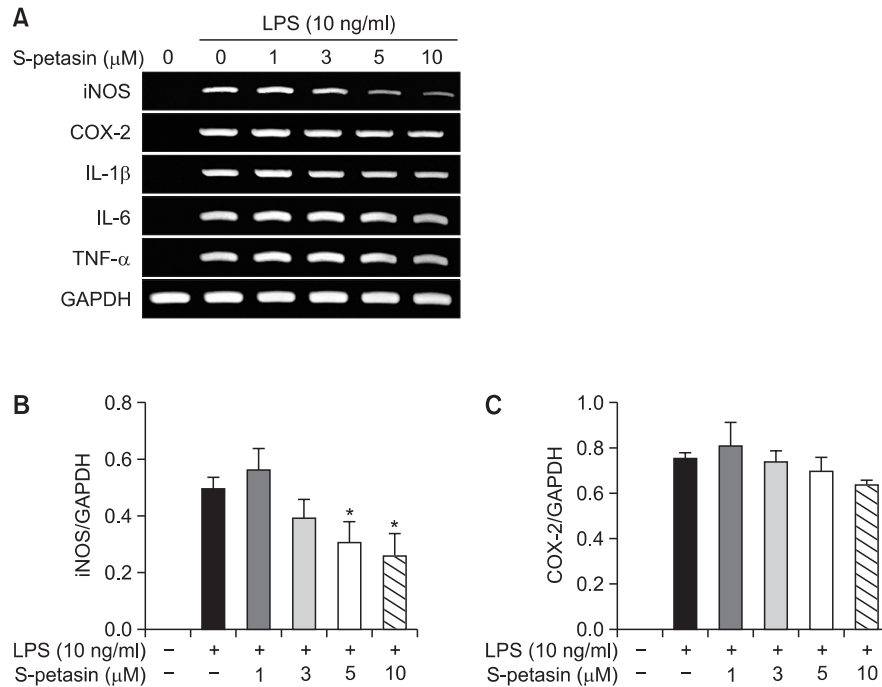 A
LPS (10 ng/ml)
S-petasin (μM) 0 0 1 3 5 10
iNOS
COX-2
IL-1β
IL-6
TNF-α
GAPDH
B
iNOS/GAPDH
0.8
0.6
0.4
0.2
0.0
* *
LPS (10 ng/ml) − + + + + +
S-petasin (μM) − − 1 3 5 10
C
COX-2/GAPDH
1.0
0.8
0.6
0.4
0.2
0.0
LPS (10 ng/ml) − + + + + +
S-petasin (μM) − − 1 3 5 10